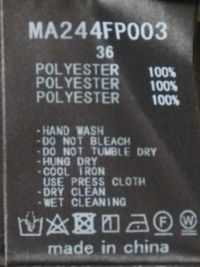 MA244FP003
36
POLYESTER 100%
POLYESTER 100%
POLYESTER 100%
-HAND WASH
-DO NOT BLEACH
-DO NOT TUMBLE DRY
-HUNG DRY
-COOL IRON
USE PRESS CLOTH
-DRY CLEAN
-WET CLEANING
F W
made in china